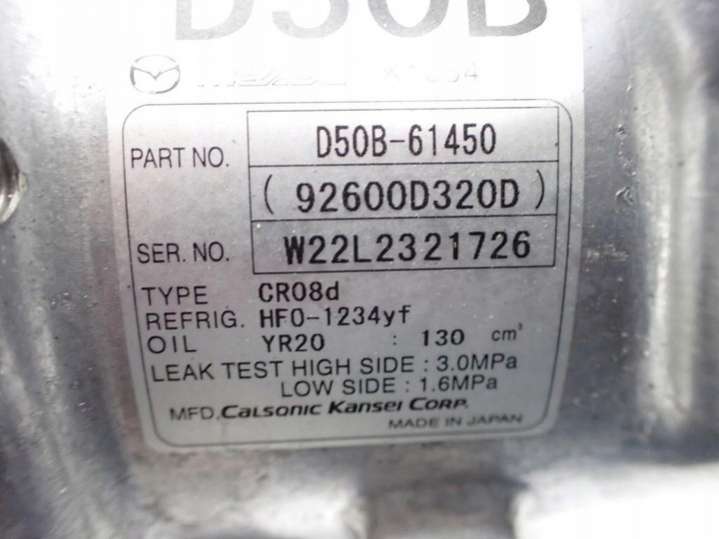 D50B
PART NO. D50B-61450
(92600D320D)
SER. NO. W22L2321726
TYPE CR08d
REFRIG. HFO-1234yf
OIL YR20 : 130 cm³
LEAK TEST HIGH SIDE : 3.0MPa
LOW SIDE : 1.6MPa
MFD. CALSONIC KANSEI CORP.
MADE IN JAPAN